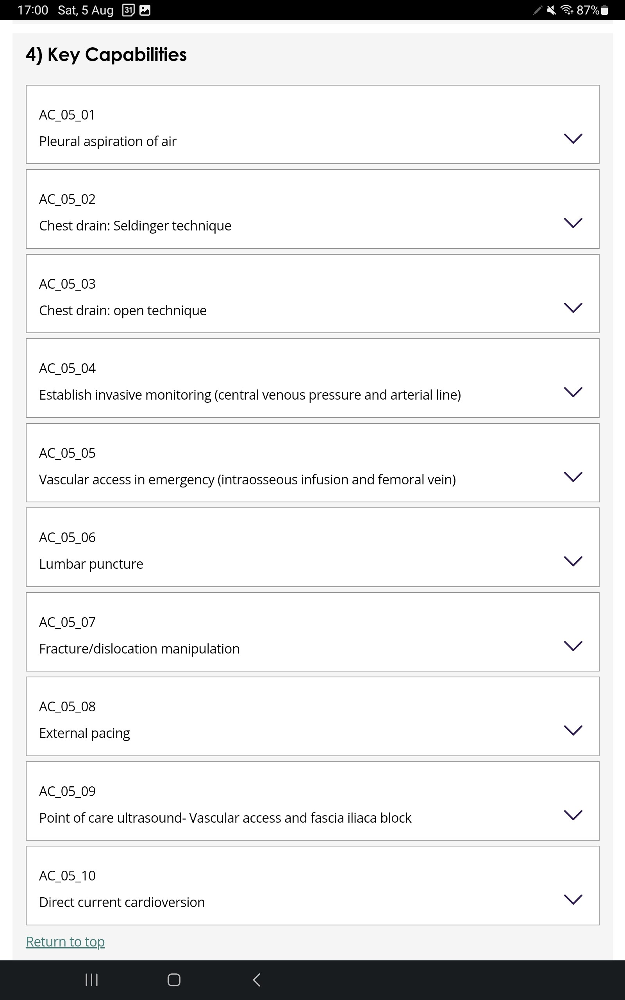 17:00 Sat, 5 Aug 31 87%
4) Key Capabilities
AC_05_01
Pleural aspiration of air
AC_05_02
Chest drain: Seldinger technique
AC_05_03
Chest drain: open technique
AC_05_04
Establish invasive monitoring (central venous pressure and arterial line)
AC_05_05
Vascular access in emergency (intraosseous infusion and femoral vein)
AC_05_06
Lumbar puncture
AC_05_07
Fracture/dislocation manipulation
AC_05_08
External pacing
AC_05_09
Point of care ultrasound- Vascular access and fascia iliaca block
AC_05_10
Direct current cardioversion
Return to top